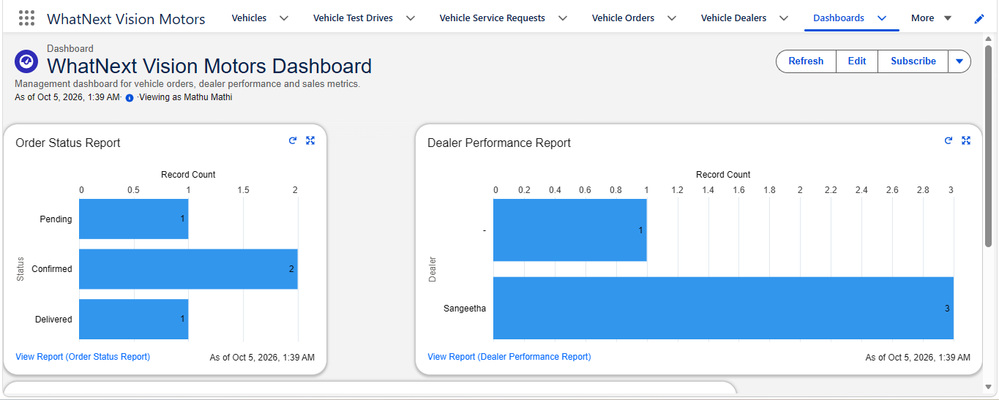 WhatNext Vision Motors Vehicles Vehicle Test Drives Vehicle Service Requests Vehicle Orders Vehicle Dealers Dashboards More
Dashboard
WhatNext Vision Motors Dashboard
Refresh Edit Subscribe
Management dashboard for vehicle orders, dealer performance and sales metrics.
As of Oct 5, 2026, 1:39 AM· ·Viewing as Mathu Mathi
Order Status Report
Record Count
0 0.5 1 1.5 2
Status
Pending 1
Confirmed 2
Delivered 1
View Report (Order Status Report) As of Oct 5, 2026, 1:39 AM
Dealer Performance Report
Record Count
0 0.2 0.4 0.6 0.8 1 1.2 1.4 1.6 1.8 2 2.2 2.4 2.6 2.8 3
Dealer
- 1
Sangeetha 3
View Report (Dealer Performance Report) As of Oct 5, 2026, 1:39 AM